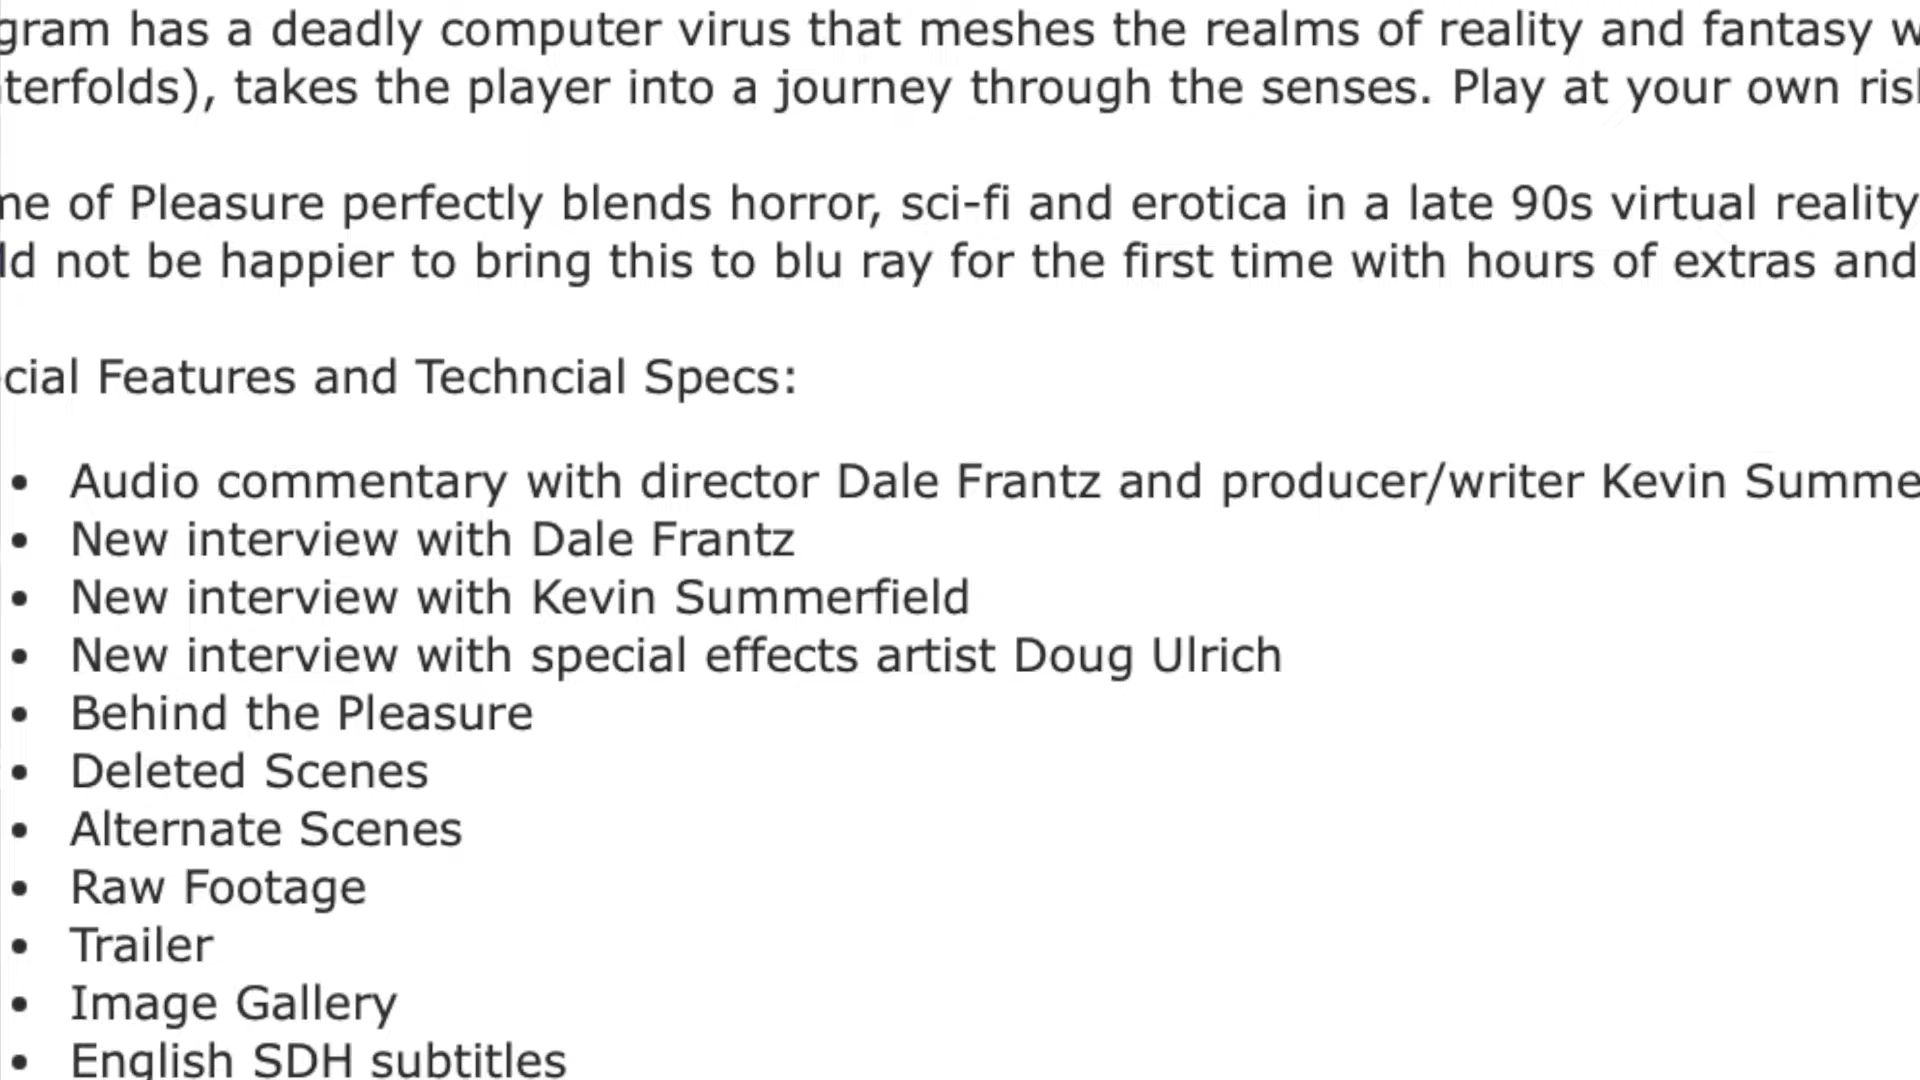 gram has a deadly computer virus that meshes the realms of reality and fantasy w
terfolds), takes the player into a journey through the senses. Play at your own ris
me of Pleasure perfectly blends horror, sci-fi and erotica in a late 90s virtual reality
ld not be happier to bring this to blu ray for the first time with hours of extras and
cial Features and Techncial Specs:
• Audio commentary with director Dale Frantz and producer/writer Kevin Summe
• New interview with Dale Frantz
• New interview with Kevin Summerfield
• New interview with special effects artist Doug Ulrich
• Behind the Pleasure
• Deleted Scenes
• Alternate Scenes
• Raw Footage
• Trailer
• Image Gallery
• English SDH subtitles